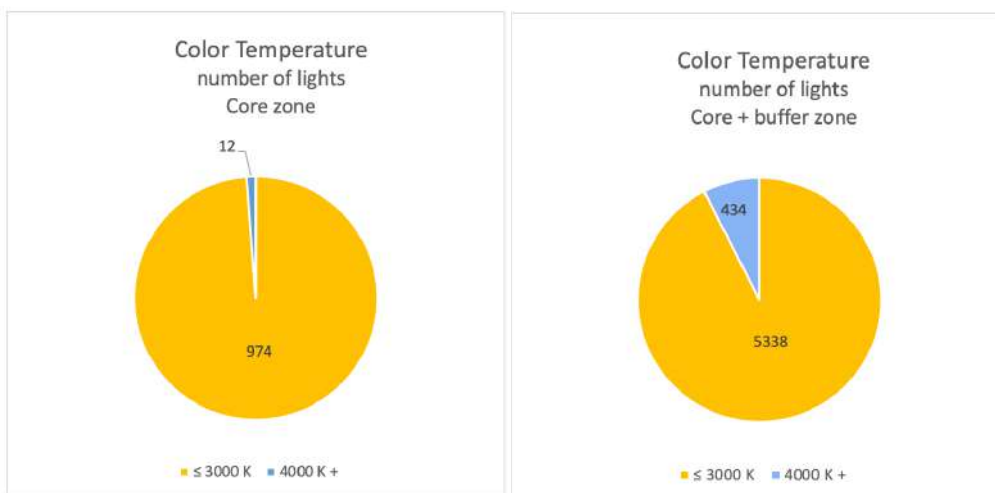 Color Temperature
number of lights
Core zone
12
974
≤ 3000 K 4000 K +
Color Temperature
number of lights
Core + buffer zone
434
5338
≤ 3000 K 4000 K +